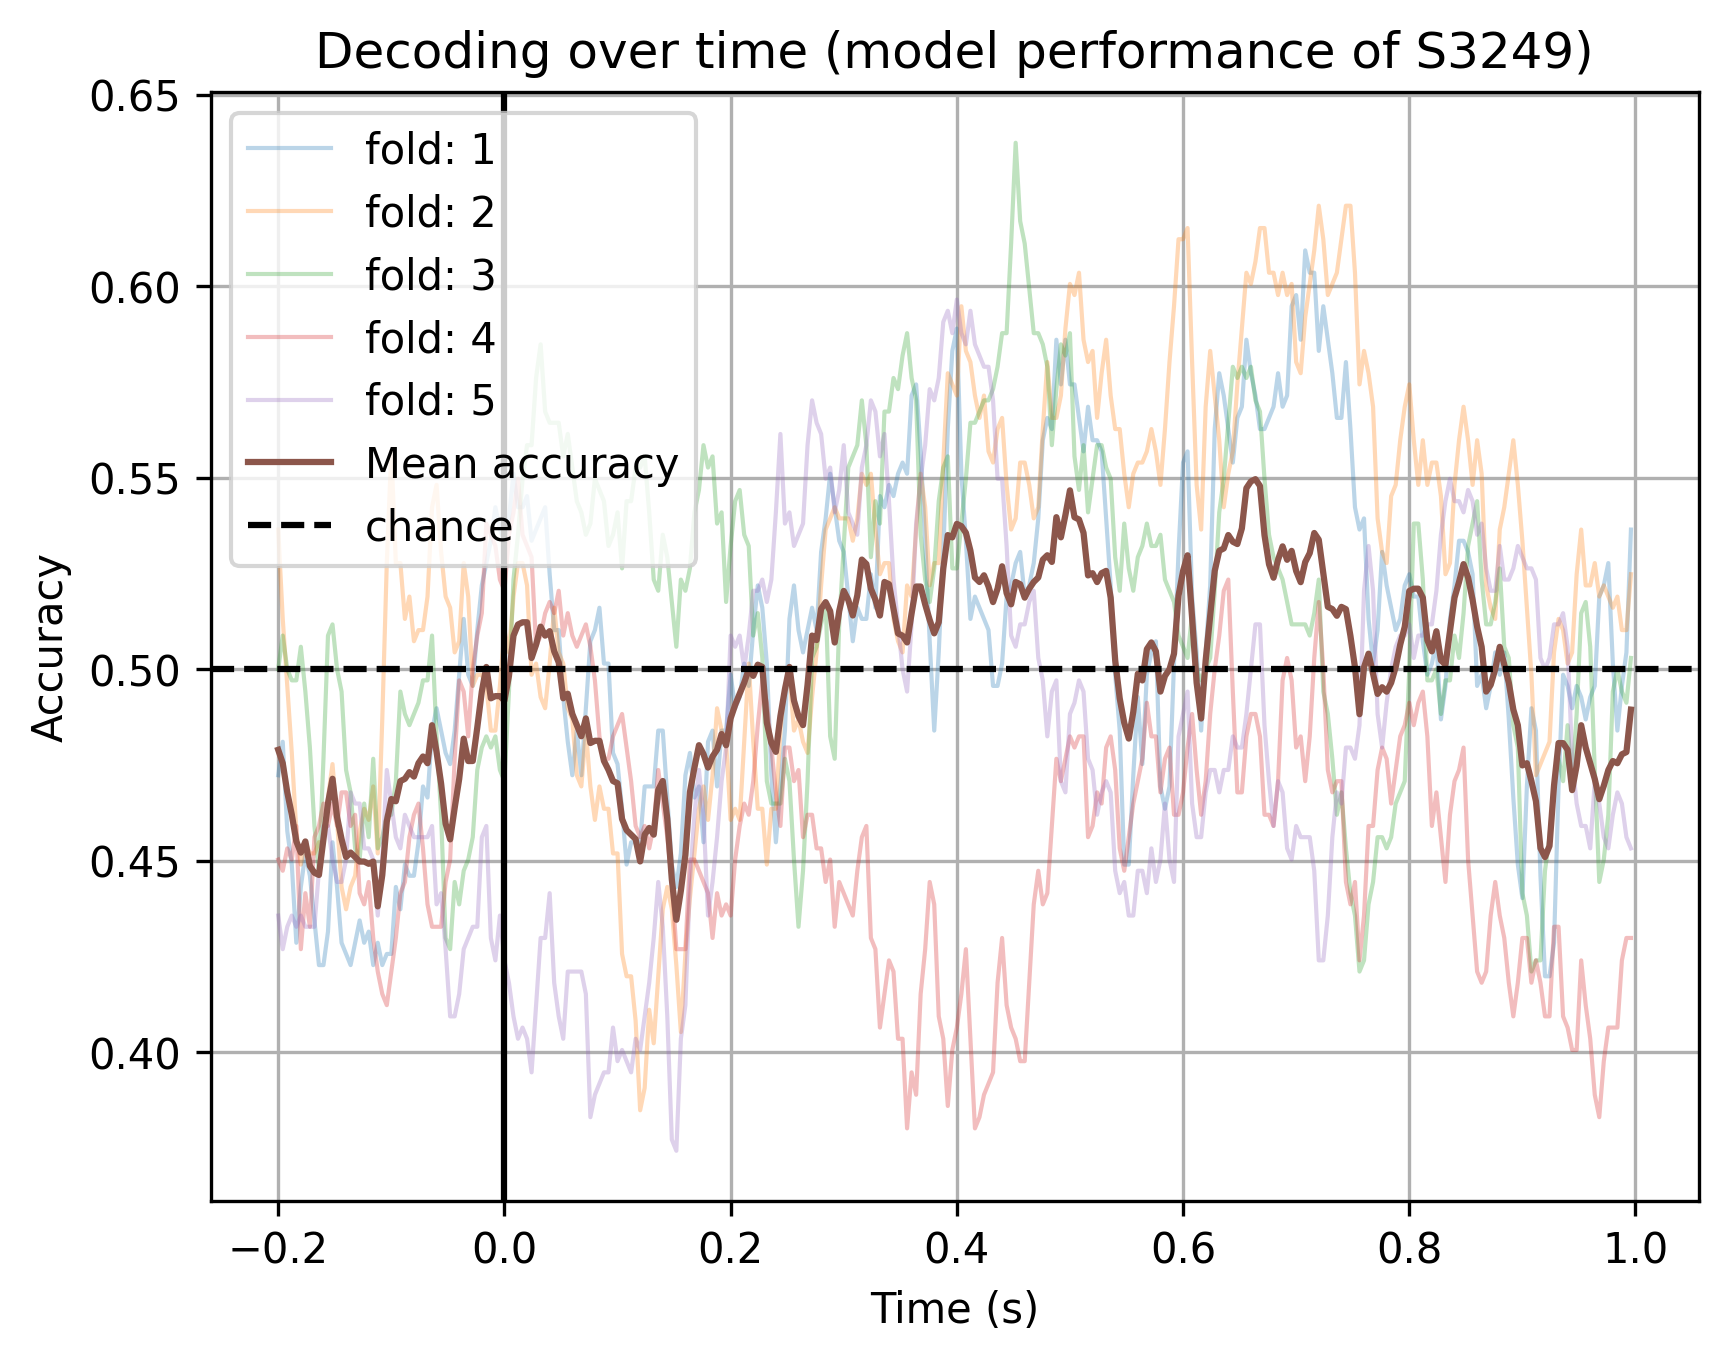 Decoding over time (model performance of S3249)
0.65
0.60
0.55
0.50
0.45
0.40
Accuracy
fold: 1
fold: 2
fold: 3
fold: 4
fold: 5
Mean accuracy
chance
−0.2 0.0 0.2 0.4 0.6 0.8 1.0
Time (s)